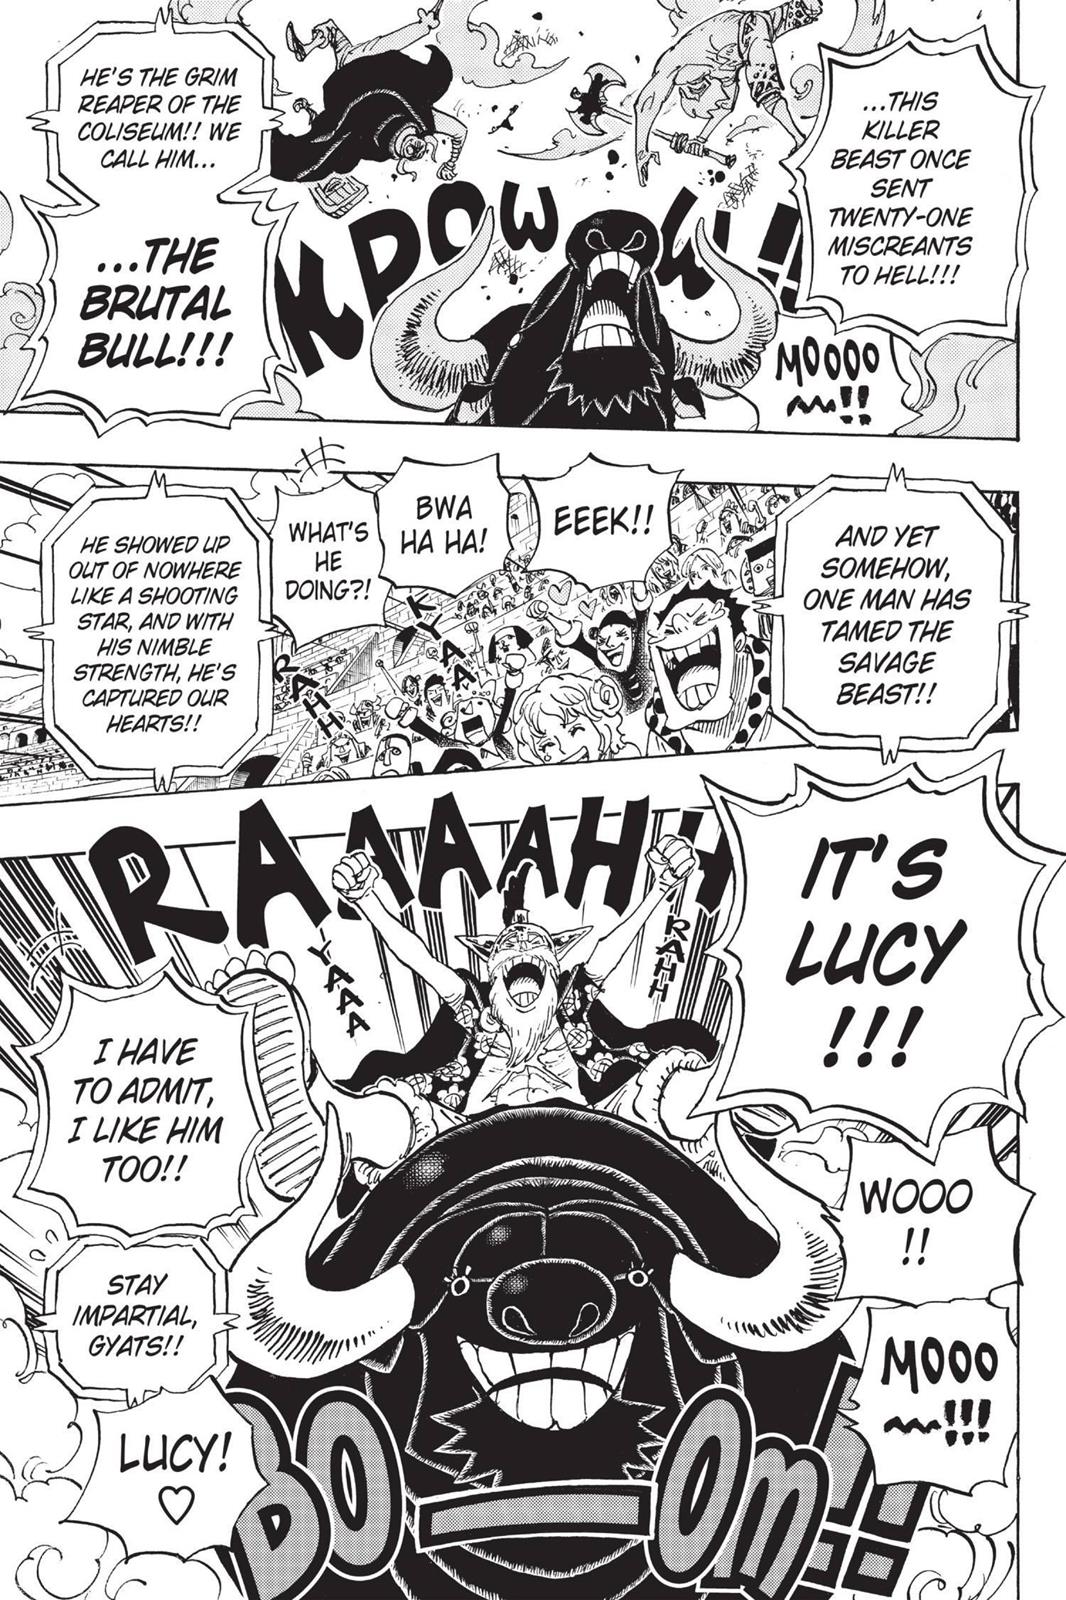 ...THIS
KILLER
BEAST ONCE
SENT
TWENTY-ONE
MISCREANTS
TO HELL!!!
HE'S THE GRIM
REAPER OF THE
COLISEUM!! WE
CALL HIM...
...THE
BRUTAL
BULL!!!
KDOWWW!!
MOOOO
!!
AND YET
SOMEHOW,
ONE MAN HAS
TAMED THE
SAVAGE
BEAST!!
EEEK!!
BWA
HA HA!
WHAT'S
HE
DOING?!
KYAAA
RAHH
HE SHOWED UP
OUT OF NOWHERE
LIKE A SHOOTING
STAR, AND WITH
HIS NIMBLE
STRENGTH, HE'S
CAPTURED OUR
HEARTS!!
IT'S
LUCY
!!!
RAAAAHH
RAHH
YAAA
I HAVE
TO ADMIT,
I LIKE HIM
TOO!!
WOOO
!!
STAY
IMPARTIAL,
GYATS!!
MOOO
!!!
LUCY!
♡
BO—OM!!